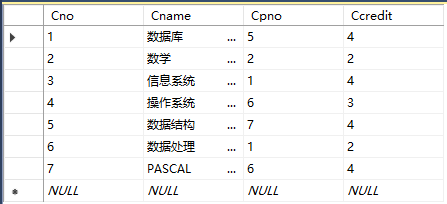 Cno Cname Cpno Ccredit
1 数据库 ... 5 4
2 数学 ... 2 2
3 信息系统 ... 1 4
4 操作系统 ... 6 3
5 数据结构 ... 7 4
6 数据处理 ... 1 2
7 PASCAL ... 6 4
NULL NULL NULL NULL